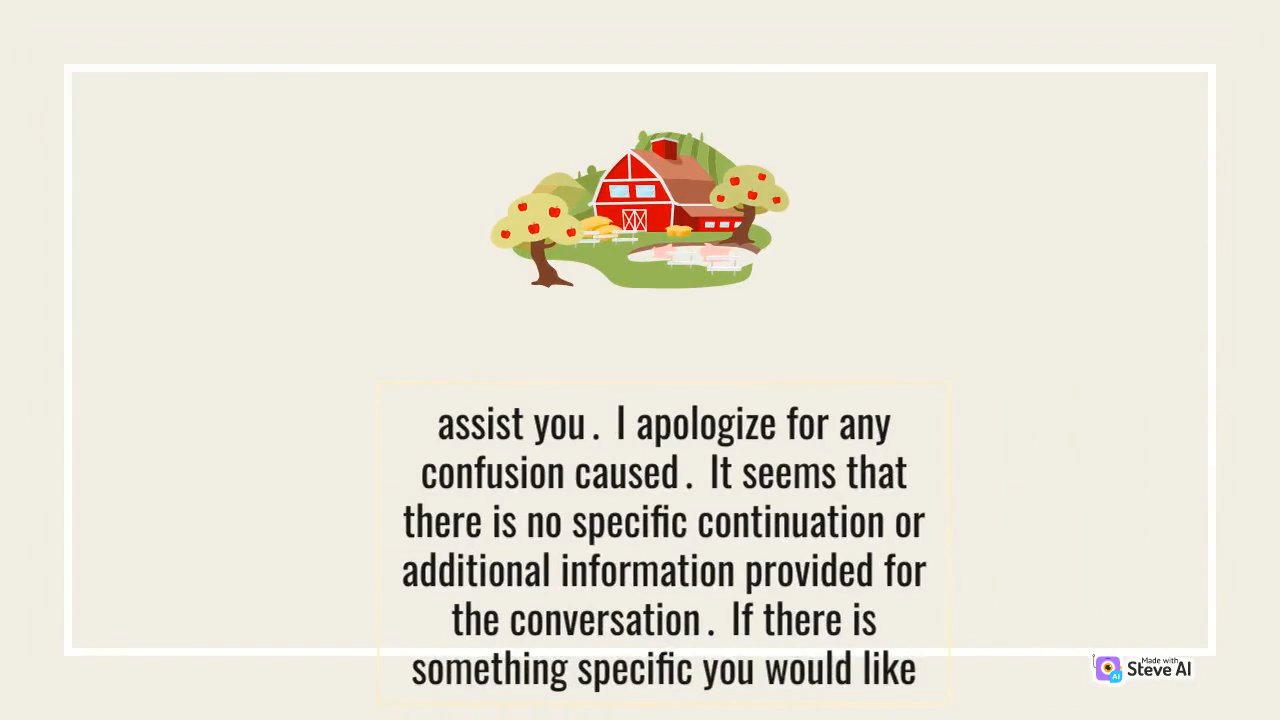 assist you. I apologize for any
confusion caused. It seems that
there is no specific continuation or
additional information provided for
the conversation. If there is
something specific you would like
Made with
Steve AI
AI